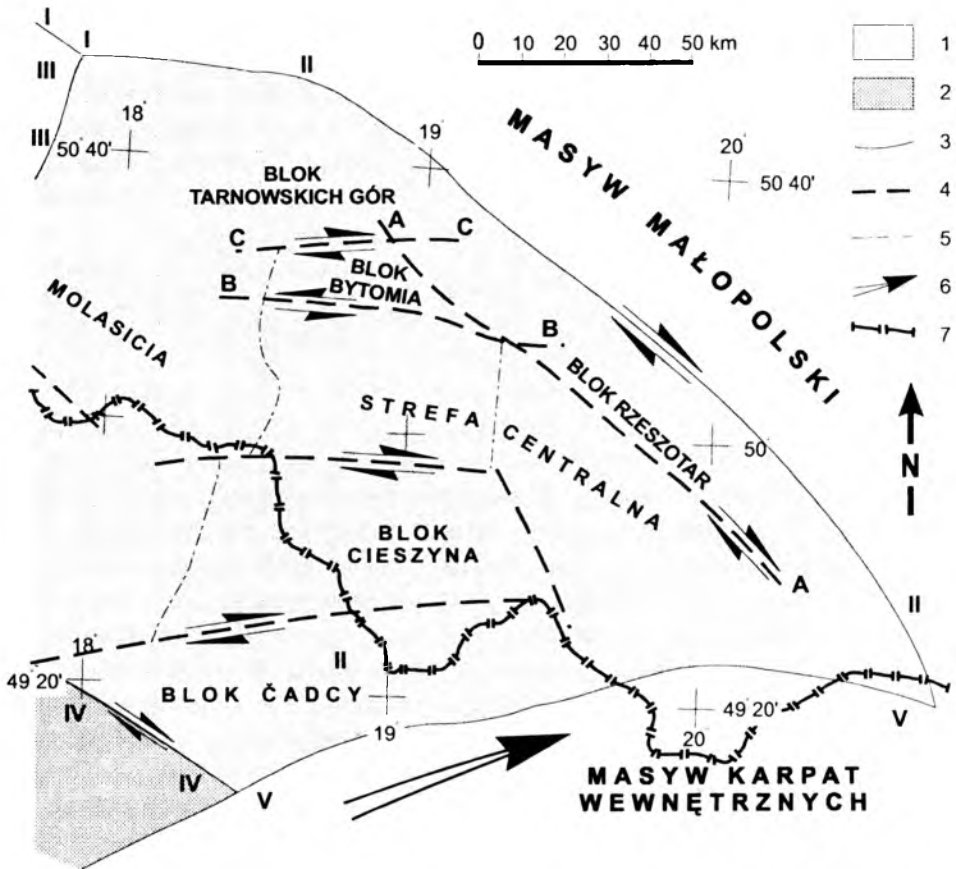 I
I
II
III
III
0 10 20 30 40 50 km
1
2
3
4
5
6
7
18°
50° 40'
19°
20°
50° 40'
MASYW MAŁOPOLSKI
BLOK
TARNOWSKICH GÓR
A
C
C
BLOK
BYTOMIA
B
B
MOLASICIA
BLOK RZESZOTAR
STREFA CENTRALNA
50°
N
BLOK
CIESZYNA
A
II
18°
49° 20'
II
BLOK ČADCY
IV
19°
49° 20'
20
V
IV
V
MASYW KARPAT
WEWNĘTRZNYCH